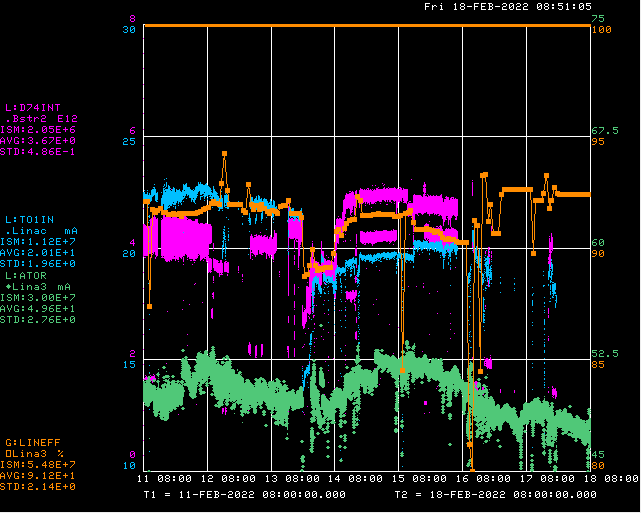 Fri 18-FEB-2022 08:51:05
8 75
30 100
L:D74INT
.Bstr2 E12
ISM:2.05E+6
AVG:3.67E+0
STD:4.86E-1
6 67.5
25 95
L:TO1IN
.Linac mA
ISM:1.12E+7
AVG:2.01E+1
STD:1.96E+0
4 60
20 90
L:ATOR
◆Lina3 mA
ISM:3.00E+7
AVG:4.96E+1
STD:2.76E+0
2 52.5
15 85
G:LINEFF
□Lina3 %
ISM:5.48E+7
AVG:9.12E+1
STD:2.14E+0
0 45
10 80
11 08:00 12 08:00 13 08:00 14 08:00 15 08:00 16 08:00 17 08:00 18 08:00
T1 = 11-FEB-2022 08:00:00.000 T2 = 18-FEB-2022 08:00:00.000